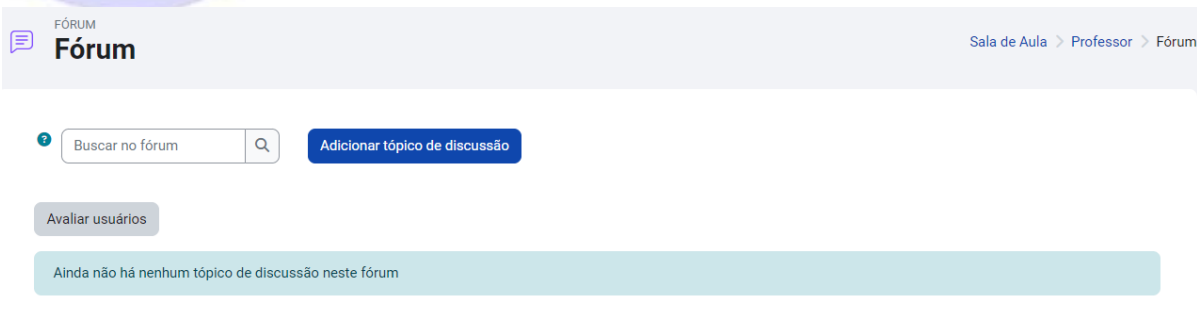 FÓRUM
Fórum
Sala de Aula > Professor > Fórum
? Buscar no fórum
Adicionar tópico de discussão
Avaliar usuários
Ainda não há nenhum tópico de discussão neste fórum